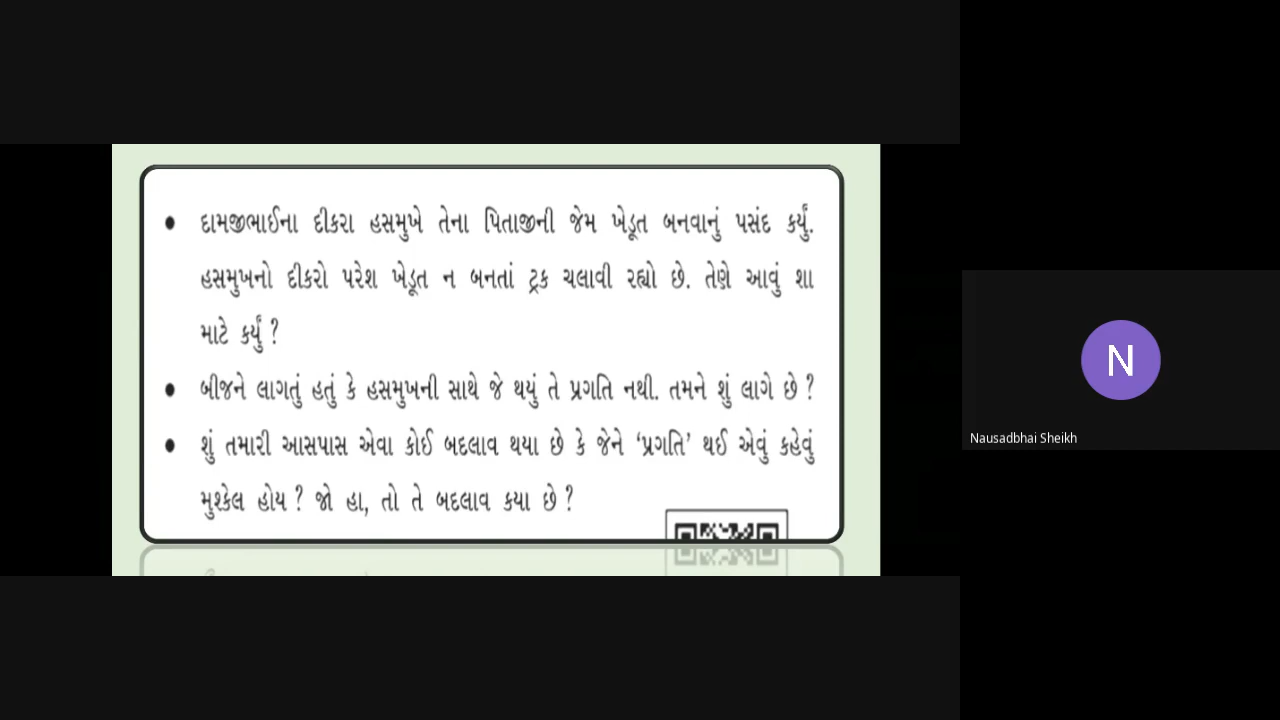 • દામજીભાઈના દીકરા હસમુખે તેના પિતાજીની જેમ ખેડૂત બનવાનું પસંદ કર્યું.
હસમુખનો દીકરો પરેશ ખેડૂત ન બનતાં ટ્રક ચલાવી રહ્યો છે. તેણે આવું શા
માટે કર્યું ?
• બીજને લાગતું હતું કે હસમુખની સાથે જે થયું તે પ્રગતિ નથી. તમને શું લાગે છે ?
• શું તમારી આસપાસ એવા કોઈ બદલાવ થયા છે કે જેને ‘પ્રગતિ’ થઈ એવું કહેવું
મુશ્કેલ હોય ? જો હા, તો તે બદલાવ કયા છે ?
N
Nausadbhai Sheikh